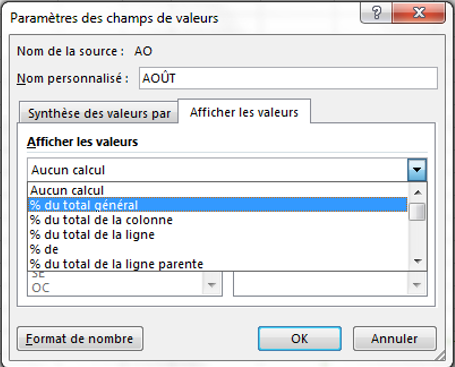 Paramètres des champs de valeurs
Nom de la source : AO
Nom personnalisé : AOÛT
Synthèse des valeurs par Afficher les valeurs
Afficher les valeurs
Aucun calcul
Aucun calcul
% du total général
% du total de la colonne
% du total de la ligne
% de
% du total de la ligne parente
SE
OC
Format de nombre OK Annuler